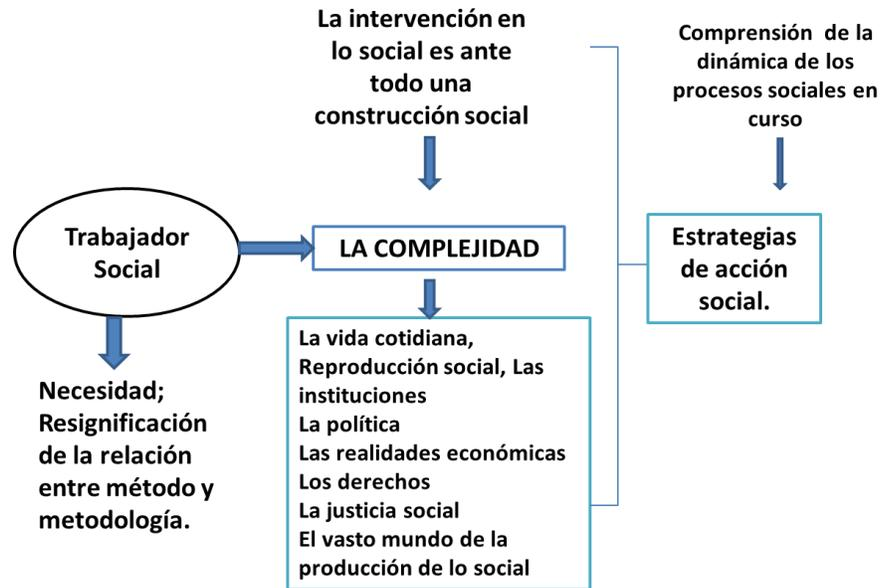 La intervención en
lo social es ante
todo una
construcción social
Comprensión de la
dinámica de los
procesos sociales en
curso
Trabajador
Social
LA COMPLEJIDAD
Estrategias
de acción
social.
Necesidad;
Resignificación
de la relación
entre método y
metodología.
La vida cotidiana,
Reproducción social, Las
instituciones
La política
Las realidades económicas
Los derechos
La justicia social
El vasto mundo de la
producción de lo social